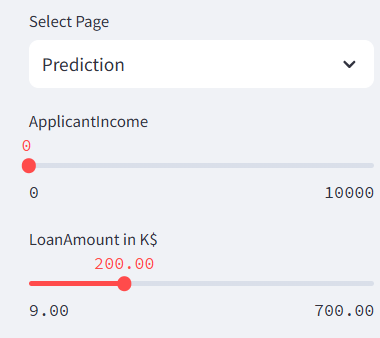 Select Page
Prediction
ApplicantIncome
0
0 10000
LoanAmount in K$
200.00
9.00 700.00